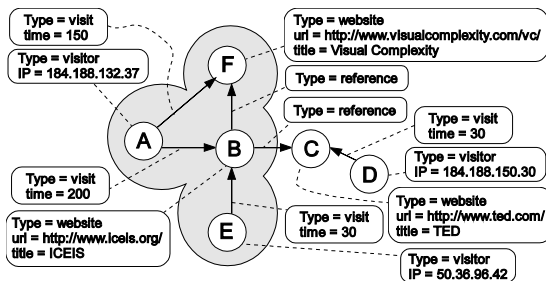 Type = visit
time = 150
Type = website
url = http://www.visualcomplexity.com/vc/
title = Visual Complexity
Type = visitor
IP = 184.188.132.37
F
Type = reference
Type = reference
A
B
C
D
Type = visit
time = 30
Type = visitor
IP = 184.188.150.30
Type = visit
time = 200
Type = website
url = http://www.iceis.org/
title = ICEIS
E
Type = visit
time = 30
Type = website
url = http://www.ted.com/
title = TED
Type = visitor
IP = 50.36.96.42